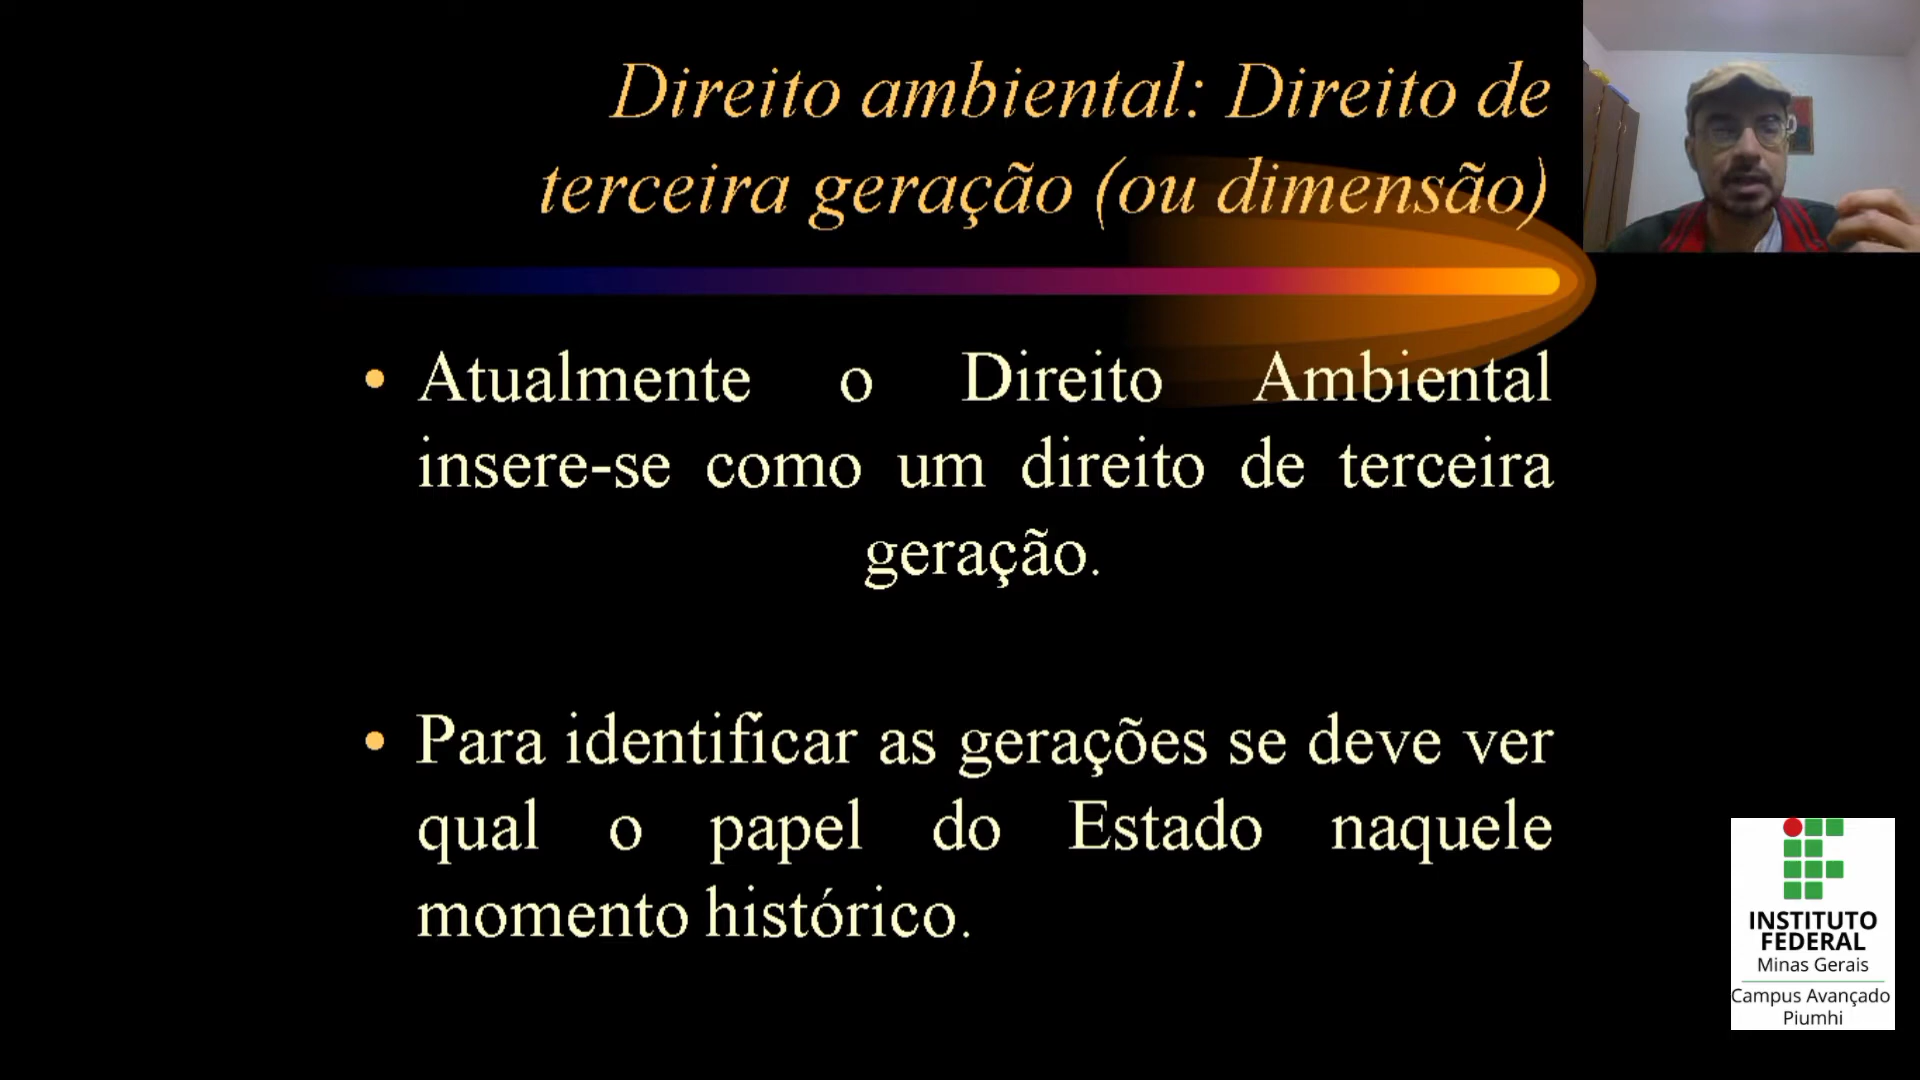 Direito ambiental: Direito de
terceira geração (ou dimensão)
• Atualmente o Direito Ambiental
insere-se como um direito de terceira
geração.
• Para identificar as gerações se deve ver
qual o papel do Estado naquele
momento histórico.
INSTITUTO
FEDERAL
Minas Gerais
Campus Avançado
Piumhi